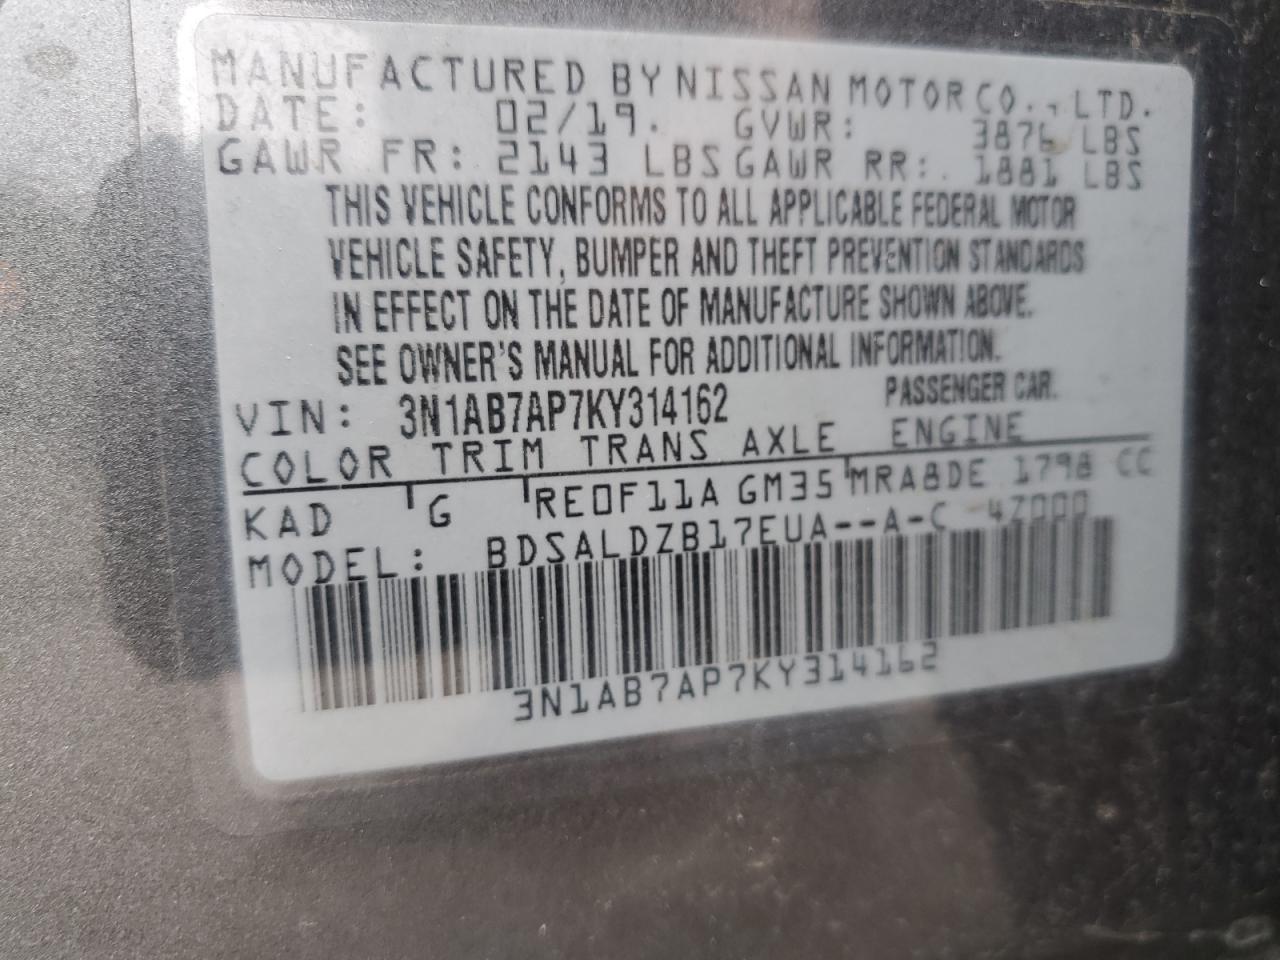 MANUFACTURED BY NISSAN MOTOR CO., LTD.
DATE: 02/19. GVWR: 3876 LBS
GAWR FR: 2143 LBS GAWR RR: 1881 LBS
THIS VEHICLE CONFORMS TO ALL APPLICABLE FEDERAL MOTOR
VEHICLE SAFETY, BUMPER AND THEFT PREVENTION STANDARDS
IN EFFECT ON THE DATE OF MANUFACTURE SHOWN ABOVE.
SEE OWNER'S MANUAL FOR ADDITIONAL INFORMATION.
VIN: 3N1AB7AP7KY314162 PASSENGER CAR.
COLOR TRIM TRANS AXLE ENGINE
KAD G RE0F11A GM35 MRA8DE 1798 CC
MODEL: BDSALDZB17EUA--A-C 4Z000
3N1AB7AP7KY314162